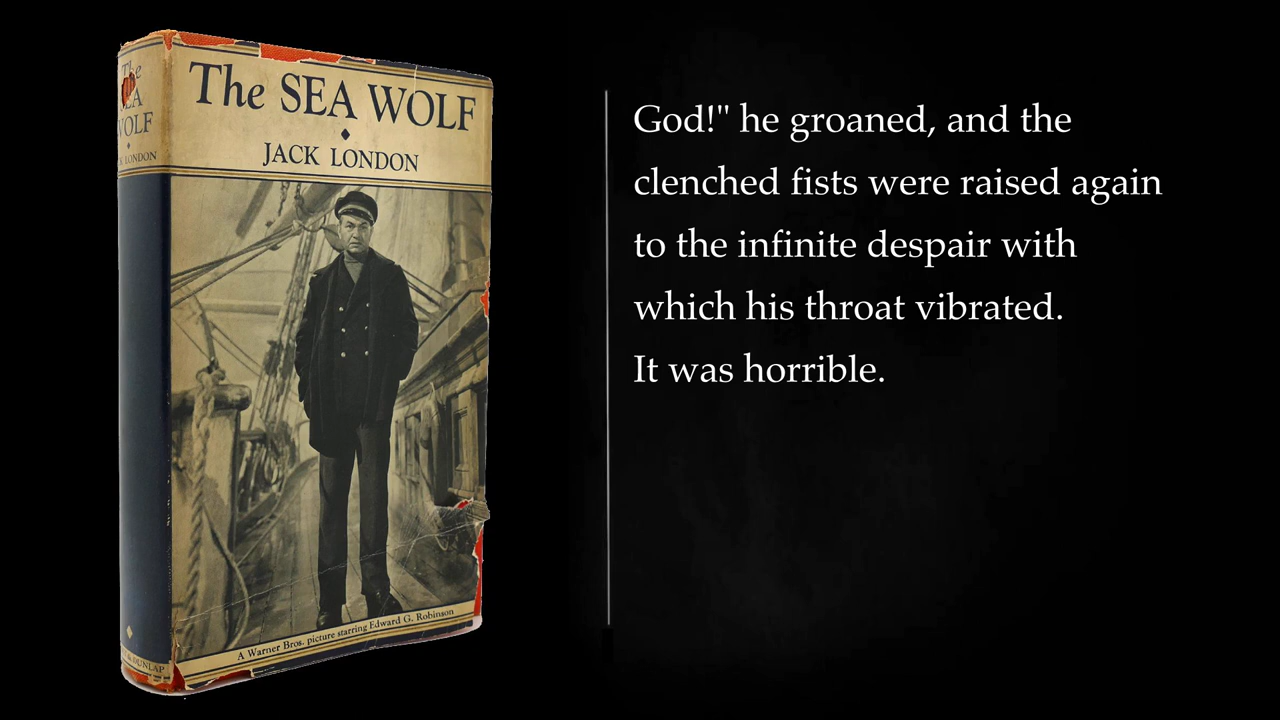 The
SEA
WOLF
LONDON
DUNLAP
The SEA WOLF
JACK LONDON
A Warner Bros. picture starring Edward G. Robinson
God!" he groaned, and the
clenched fists were raised again
to the infinite despair with
which his throat vibrated.
It was horrible.